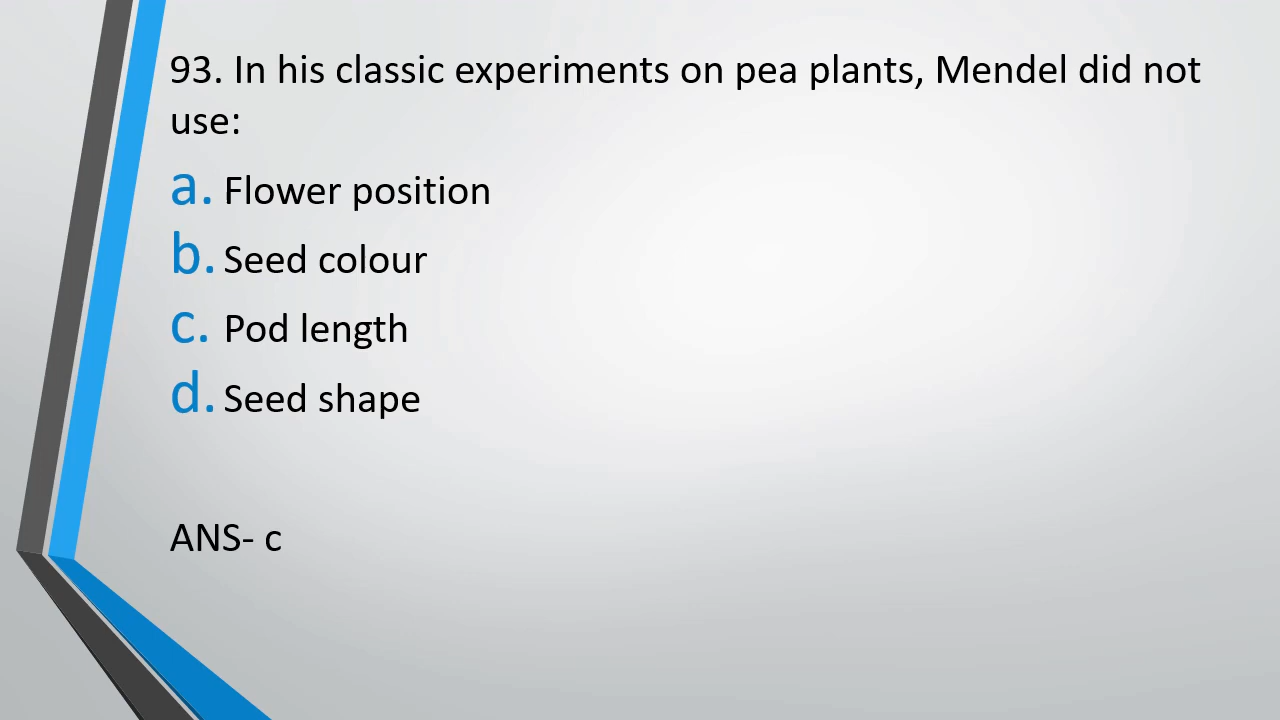 93. In his classic experiments on pea plants, Mendel did not
use:
a. Flower position
b. Seed colour
c. Pod length
d. Seed shape
ANS- c